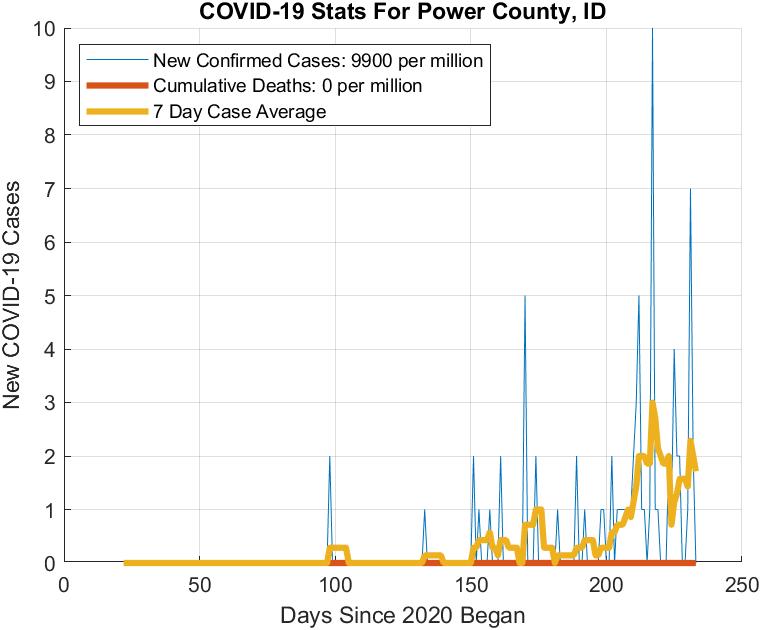 COVID-19 Stats For Power County, ID
New Confirmed Cases: 9900 per million
Cumulative Deaths: 0 per million
7 Day Case Average
New COVID-19 Cases
10
9
8
7
6
5
4
3
2
1
0
0 50 100 150 200 250
Days Since 2020 Began